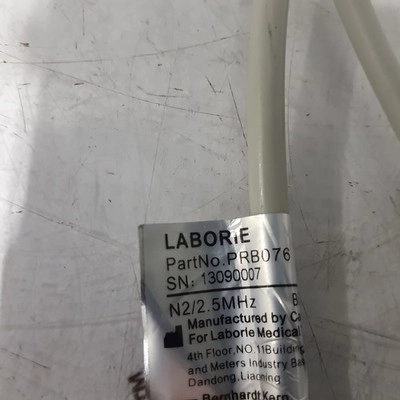 LABORIE
PartNo.PRB076
SN: 13090007
N2/2.5MHz B
Manufactured by C
For Laborie Medical
4th Floor,NO.11Building,
and Meters Industry Ba
Dandong,Liaoning
Bernhardt Kern